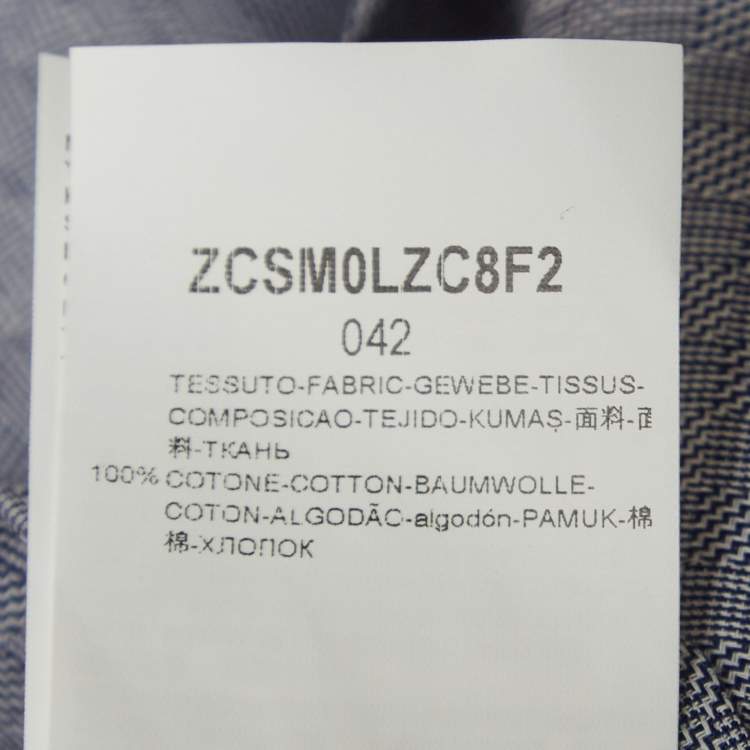 ZCSM0LZC8F2
042
TESSUTO-FABRIC-GEWEBE-TISSUS-
COMPOSICAO-TEJIDO-KUMAŞ-面料-面
料-ТКАНЬ
100% COTONE-COTTON-BAUMWOLLE-
COTON-ALGODÃO-algodón-PAMUK-棉
棉-ХЛОПОК